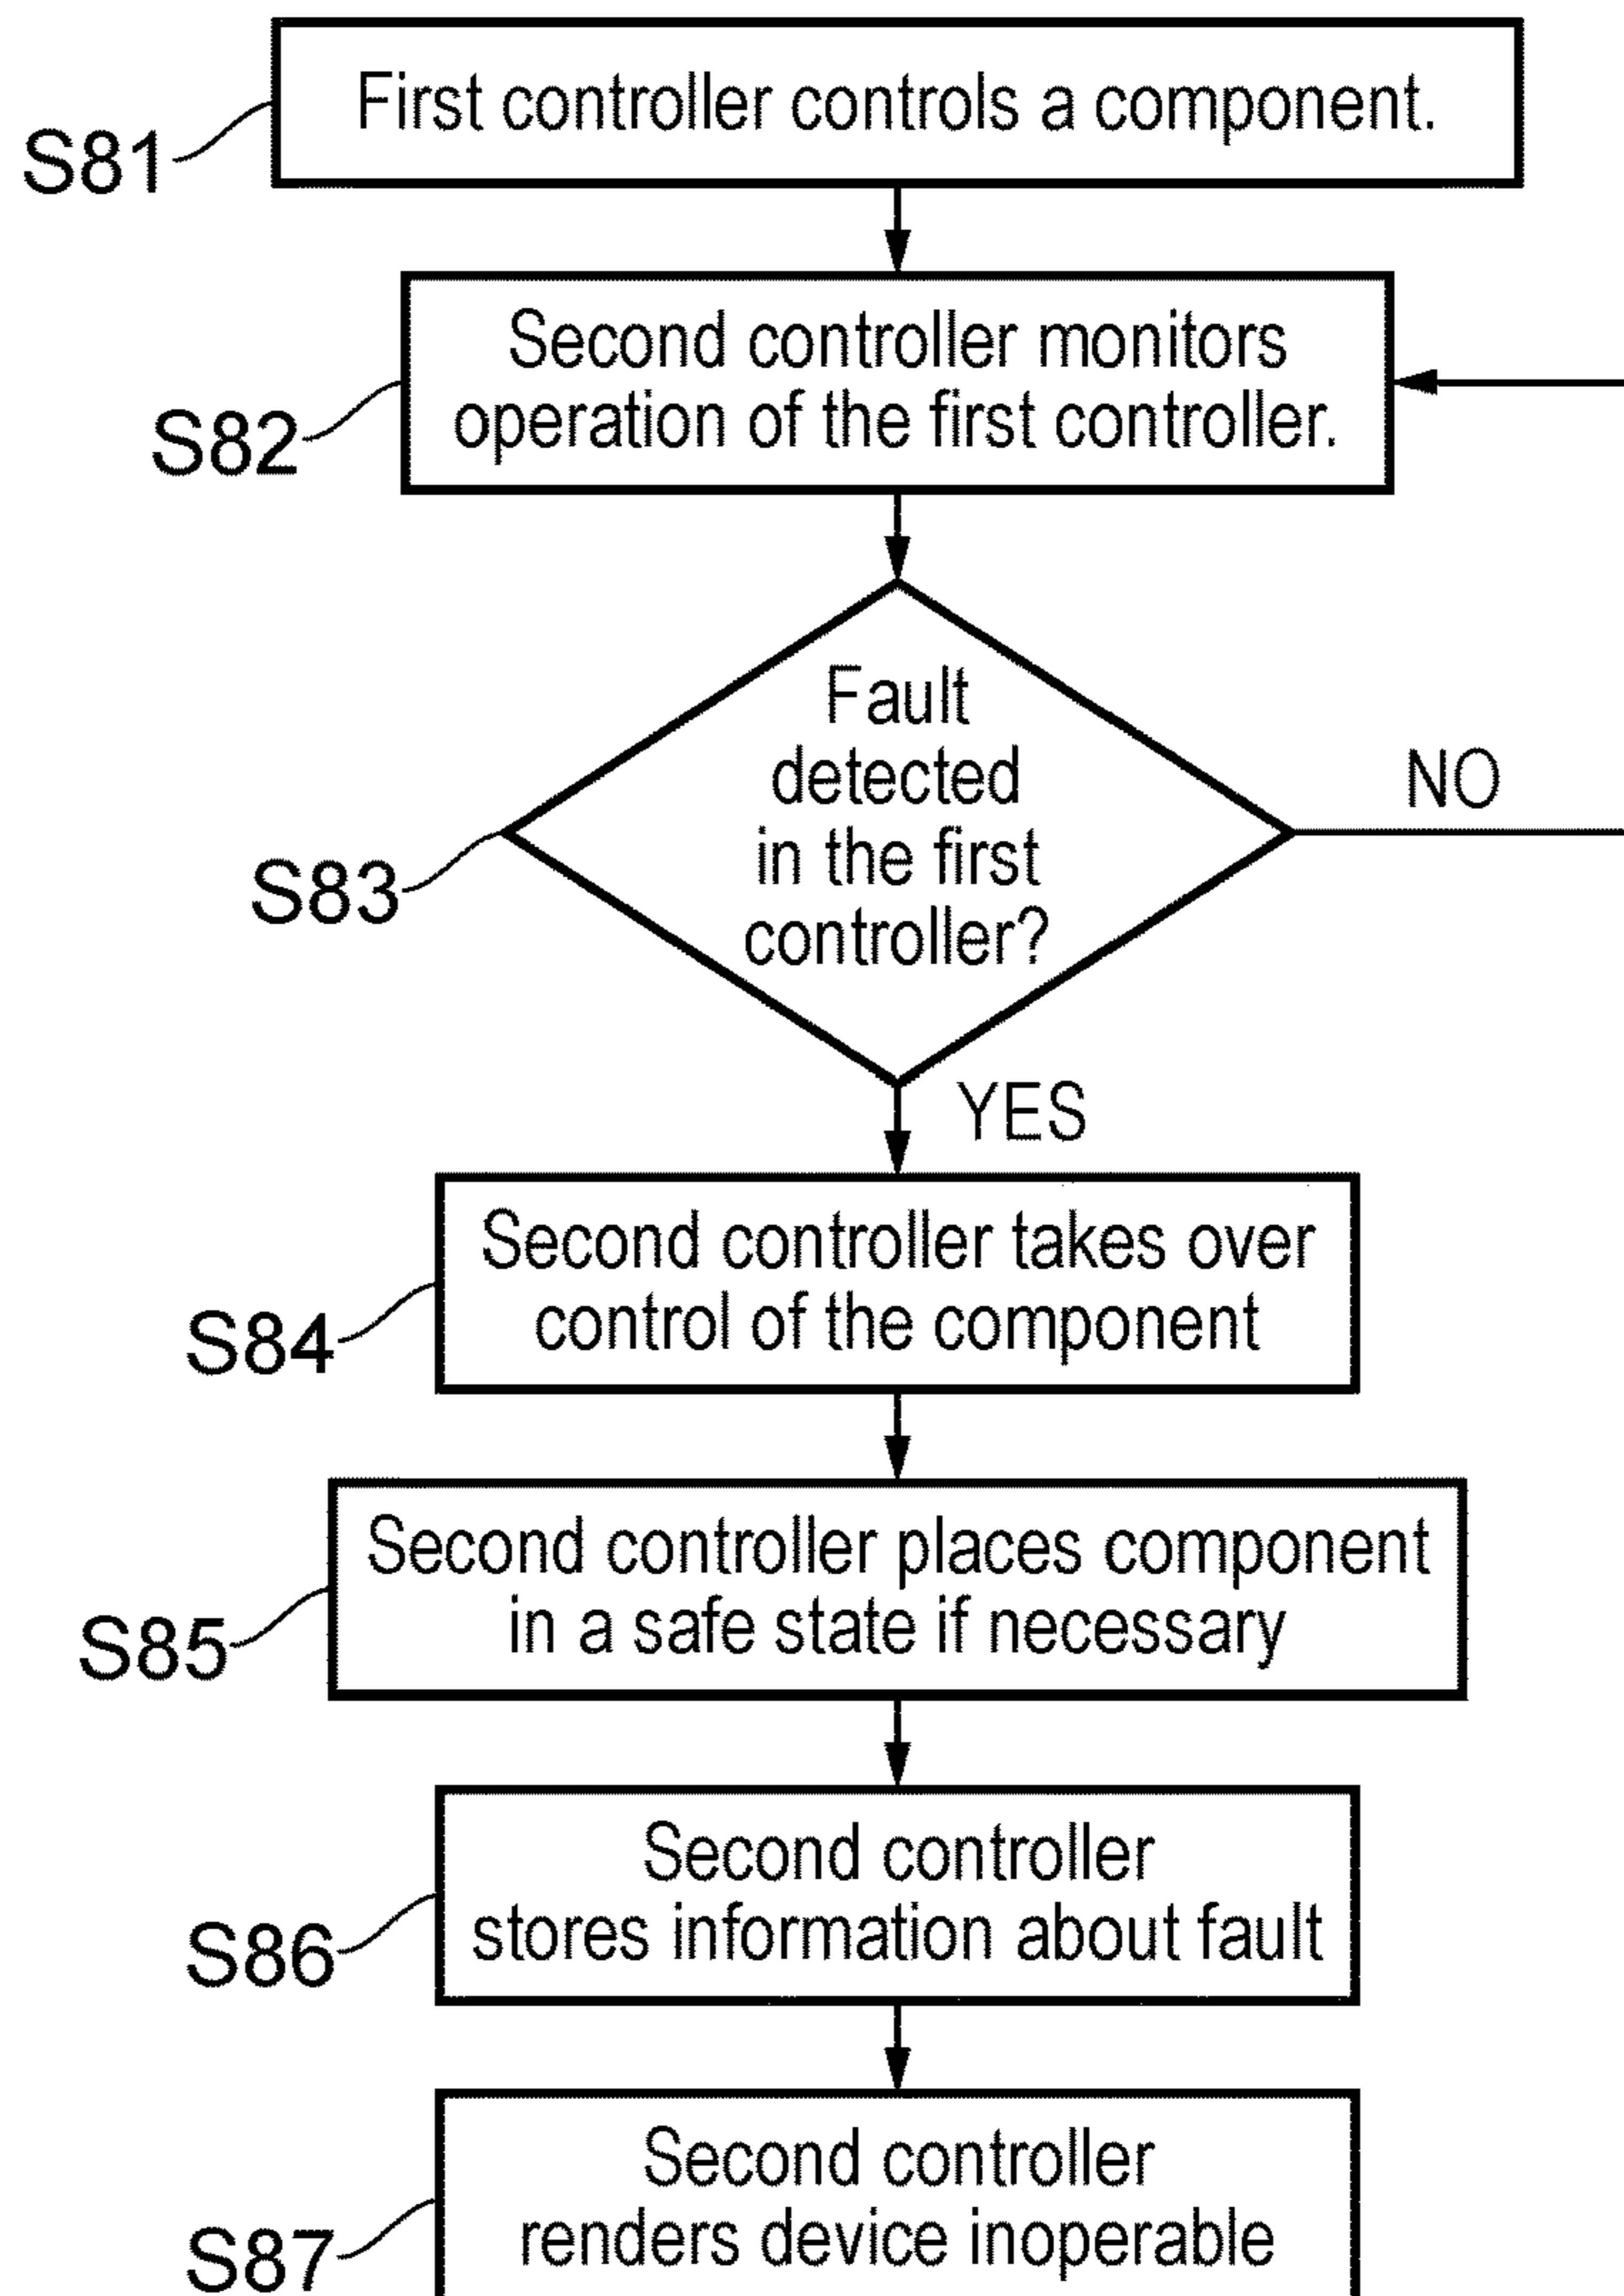 First controller controls a component.
S81
Second controller monitors
operation of the first controller.
S82
Fault
detected
in the first
controller?
S83
NO
YES
Second controller takes over
control of the component
S84
Second controller places component
in a safe state if necessary
S85
Second controller
stores information about fault
S86
Second controller
renders device inoperable
S87